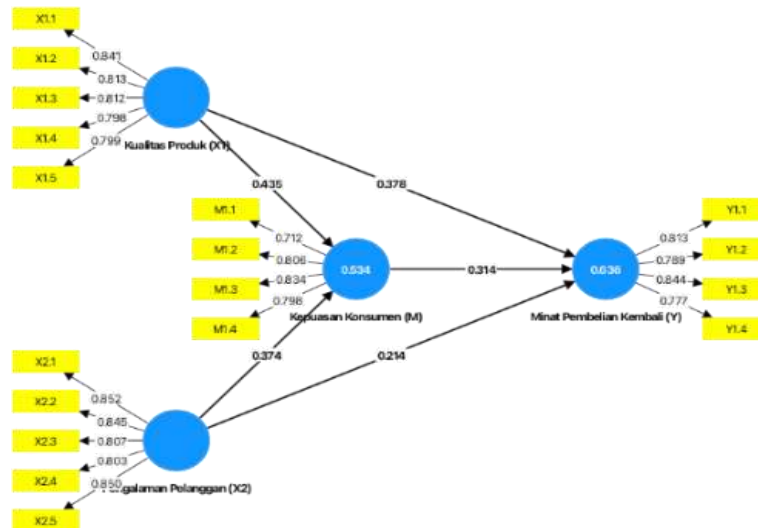 X1.1
0.841
X1.2
0.813
X1.3
0.812
X1.4
0.798
0.799
X1.5
Kualitas Produk (X1)
0.435
0.378
M1.1
0.712
M1.2
0.806
M1.3
0.834
M1.4
0.798
0.534
Kepuasan Konsumen (M)
0.314
0.636
Minat Pembelian Kembali (Y)
Y1.1
0.813
Y1.2
0.789
Y1.3
0.844
Y1.4
0.777
0.374
0.214
X2.1
0.852
X2.2
0.845
X2.3
0.807
X2.4
0.803
0.850
X2.5
Pelanggan (X2)